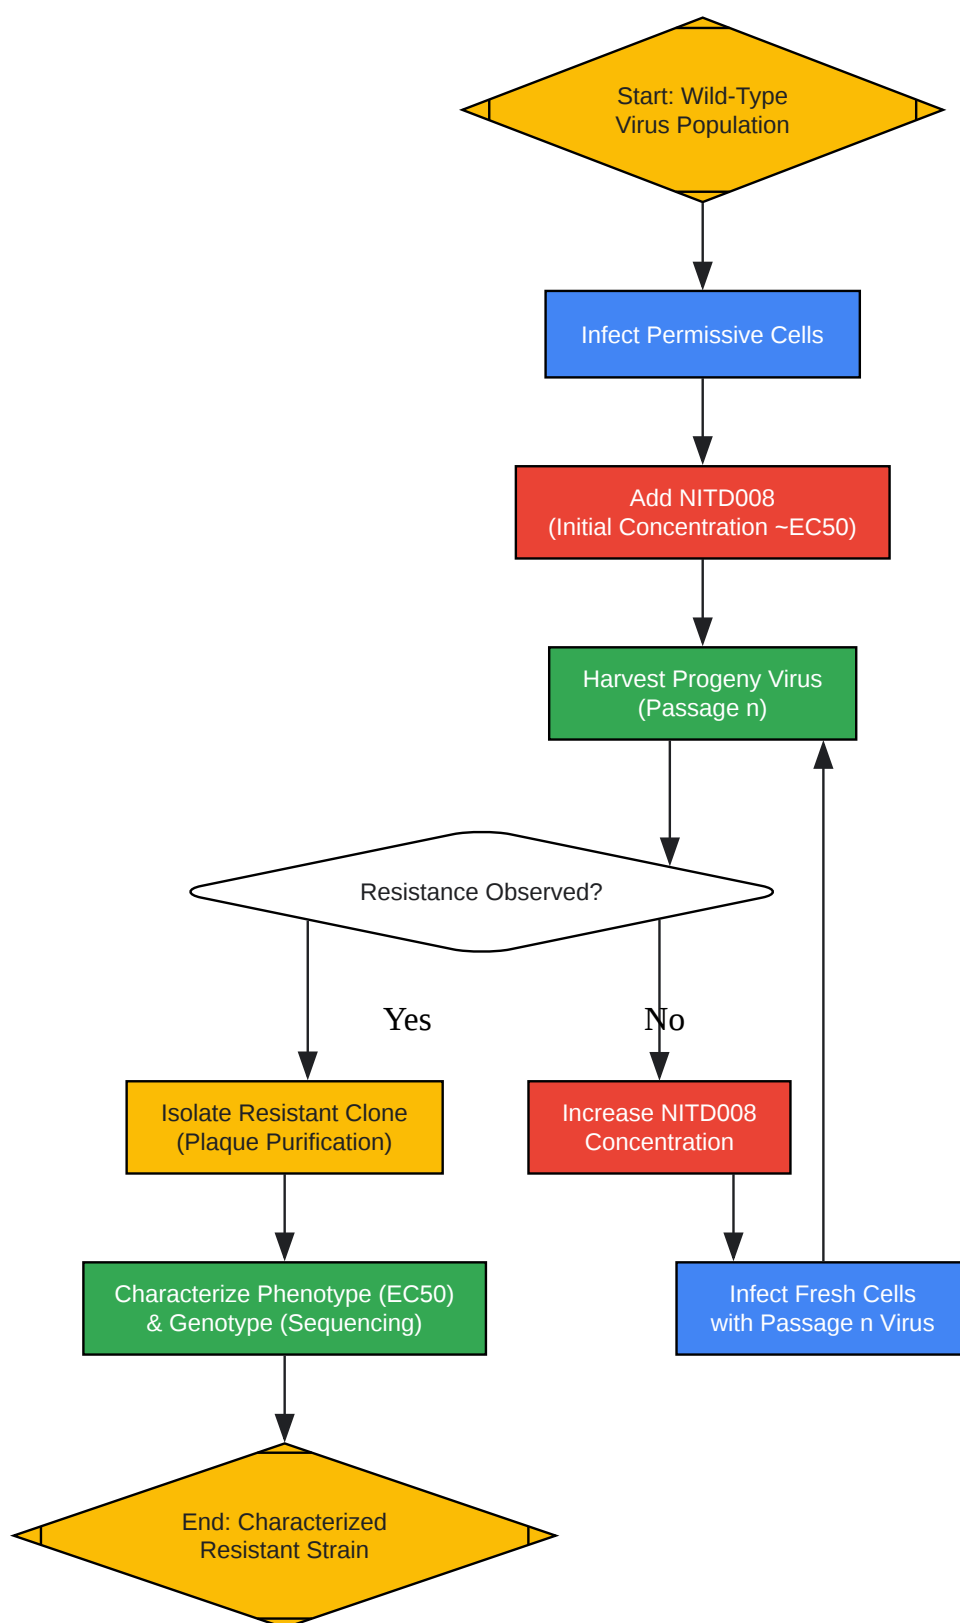 Start: Wild-Type
Virus Population
Infect Permissive Cells
Add NITD008
(Initial Concentration ~EC50)
Harvest Progeny Virus
(Passage n)
Resistance Observed?
Yes
No
Isolate Resistant Clone
(Plaque Purification)
Increase NITD008
Concentration
Characterize Phenotype (EC50)
& Genotype (Sequencing)
Infect Fresh Cells
with Passage n Virus
End: Characterized
Resistant Strain